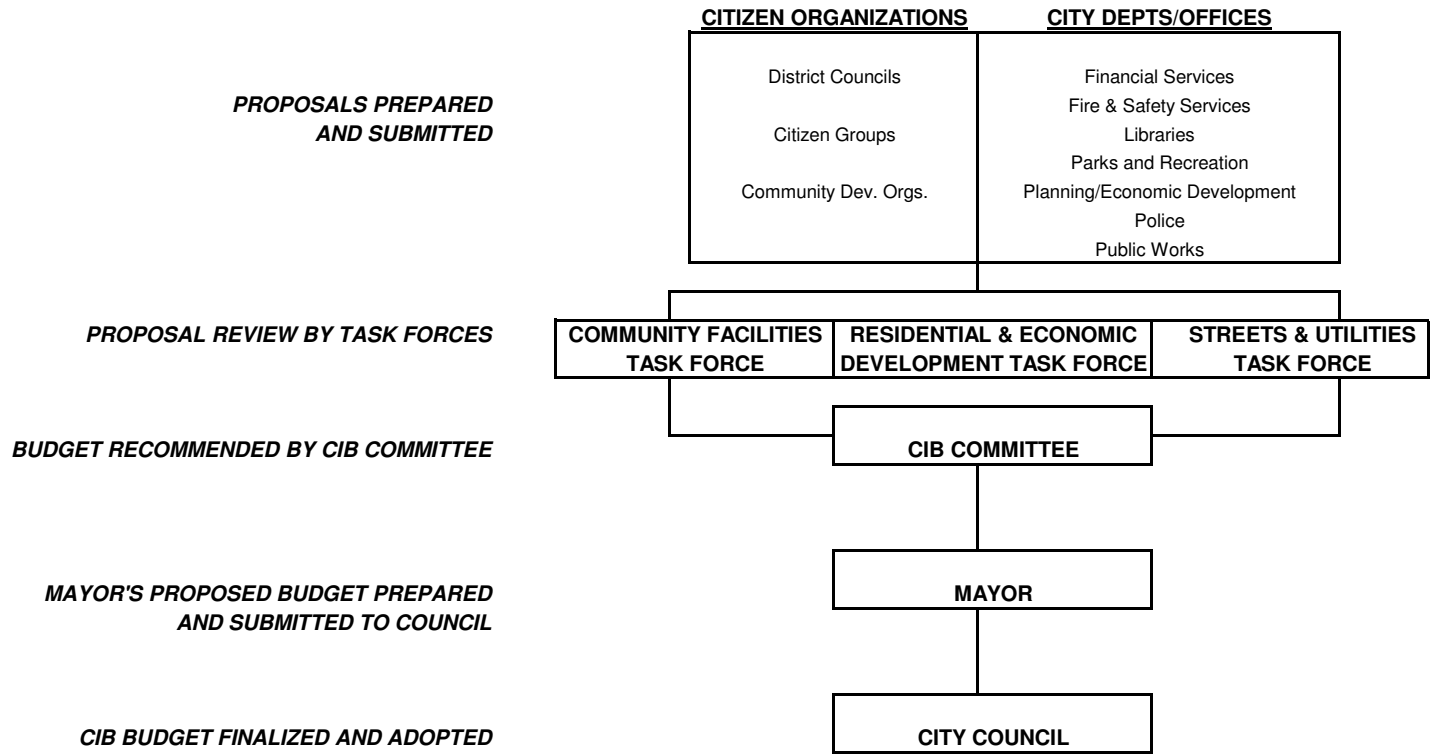 CITIZEN ORGANIZATIONS
CITY DEPTS/OFFICES
PROPOSALS PREPARED
AND SUBMITTED
District Councils
Citizen Groups
Community Dev. Orgs.
Financial Services
Fire & Safety Services
Libraries
Parks and Recreation
Planning/Economic Development
Police
Public Works
PROPOSAL REVIEW BY TASK FORCES
COMMUNITY FACILITIES
TASK FORCE
RESIDENTIAL & ECONOMIC
DEVELOPMENT TASK FORCE
STREETS & UTILITIES
TASK FORCE
BUDGET RECOMMENDED BY CIB COMMITTEE
CIB COMMITTEE
MAYOR'S PROPOSED BUDGET PREPARED
AND SUBMITTED TO COUNCIL
MAYOR
CIB BUDGET FINALIZED AND ADOPTED
CITY COUNCIL